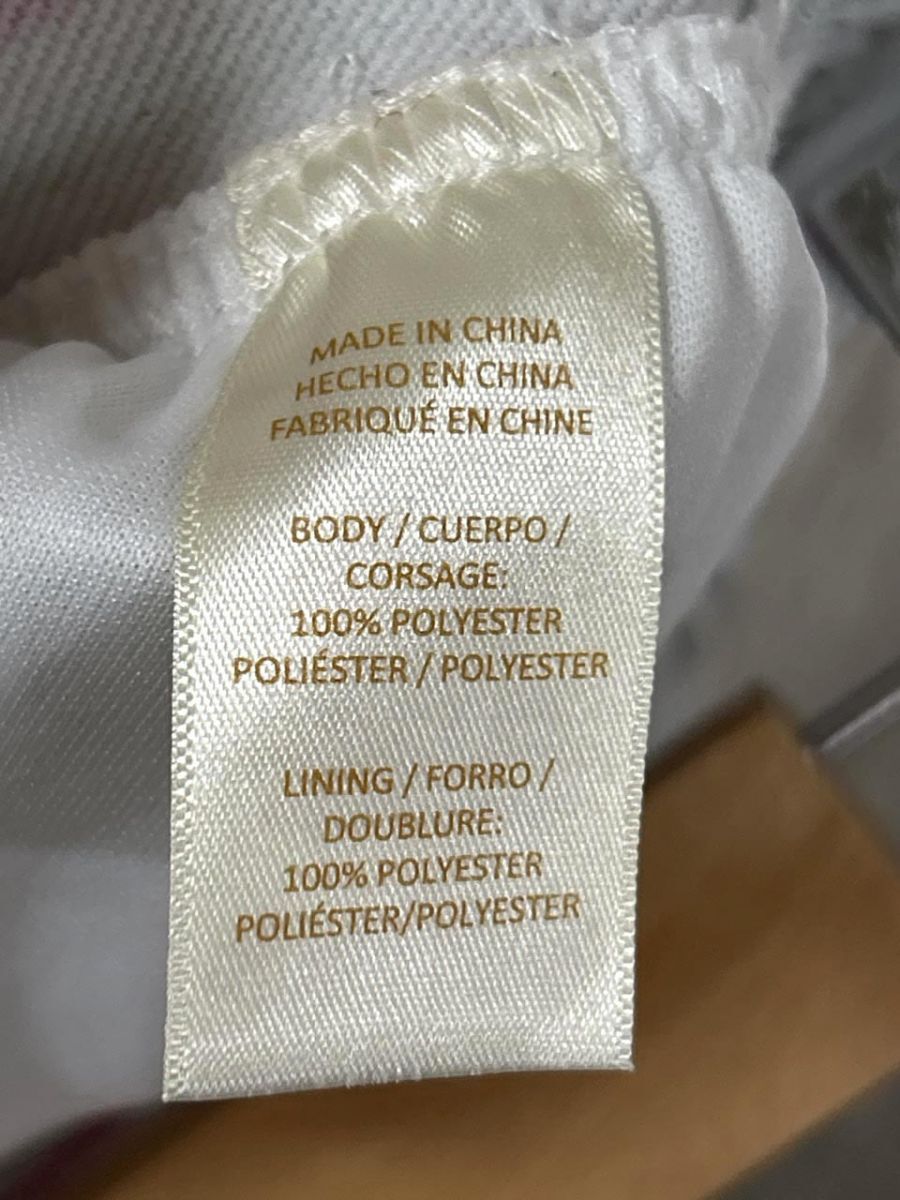 MADE IN CHINA
HECHO EN CHINA
FABRIQUÉ EN CHINE
BODY / CUERPO /
CORSAGE:
100% POLYESTER
POLIÉSTER / POLYESTER
LINING / FORRO /
DOUBLURE:
100% POLYESTER
POLIÉSTER/POLYESTER